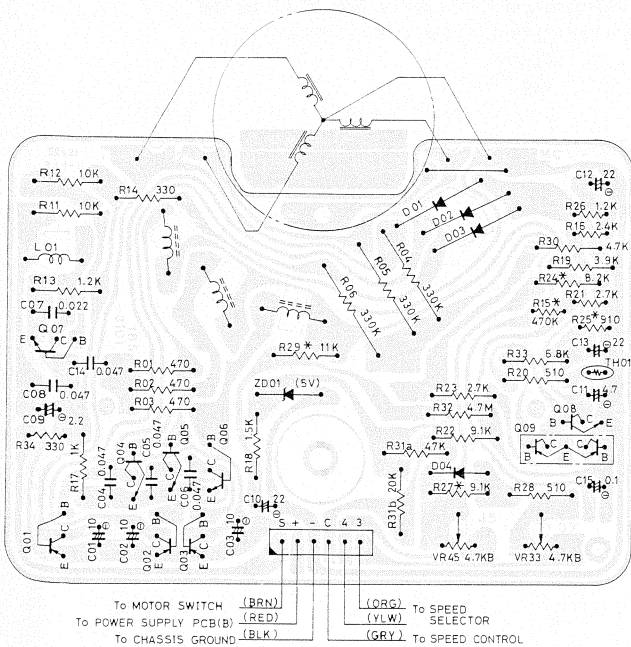 R12 10K
R14 330
R11 10K
L01
R13 1.2K
C07 0.022
E C B
Q07
C14 0.047
C08 0.047
C09 2.2
R34 330
R17 1K
C04 0.047
Q04
C05 0.047
Q05
C06 0.047
Q06
R01 470
R02 470
R03 470
B C E
B C E
B C E
R18 1.5K
R29* 11K
ZD01 (5V)
R06 330K
R05 330K
R04 330K
D01
D02
D03
C12 22
R26 1.2K
R16 2.4K
R30 4.7K
R19 3.9K
R24* 8.2K
R21 2.7K
R15* 470K
R25* 910
C13 22
R33 6.8K
TH01
R20 510
C11 4.7
R23 2.7K
R32 4.7M
R22 9.1K
Q08
B C E
Q09
B C E C B
R31a 47K
D04
R27* 9.1K
R28 510
C15 0.1
R31b 20K
C10 22
Q01
B C E
C01 10
C02 10
Q02
B C E
Q03
B C E
C03 10
S + - C 4 3
VR45 4.7KB
VR33 4.7KB
To MOTOR SWITCH (BRN)
To POWER SUPPLY PCB(B) (RED)
To CHASSIS GROUND (BLK)
(ORG) To SPEED
(YLW) SELECTOR
(GRY) To SPEED CONTROL